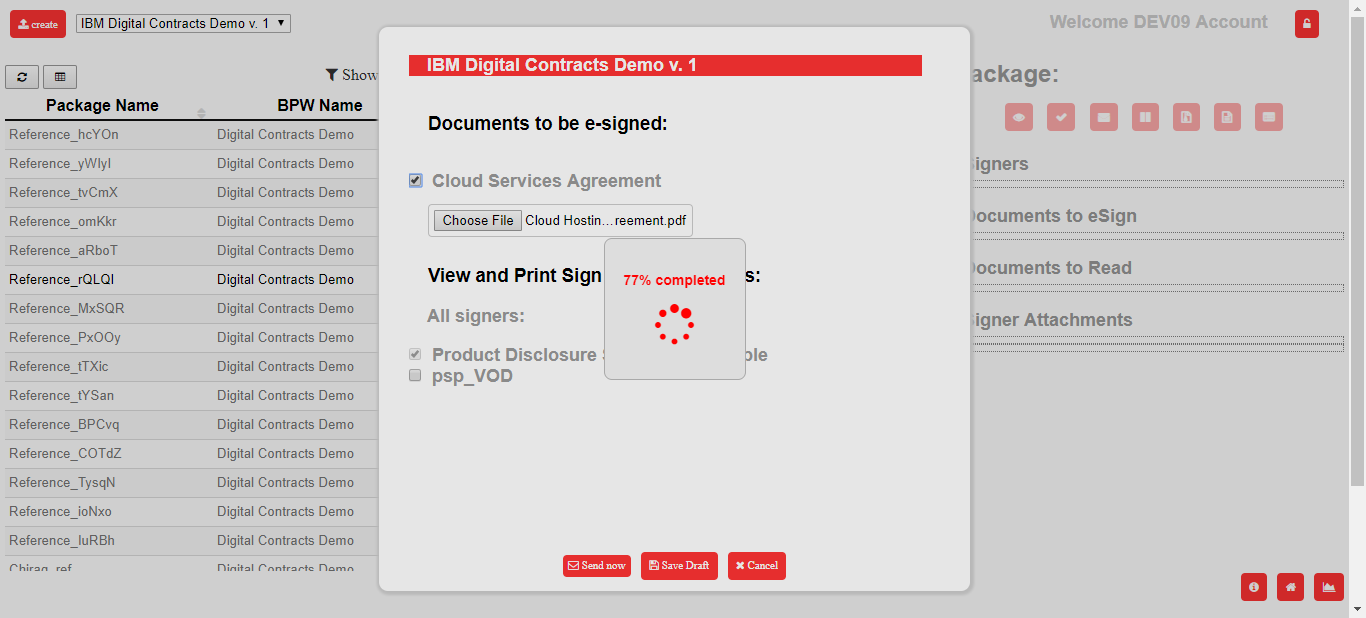 create
IBM Digital Contracts Demo v. 1
Welcome DEV09 Account
Show
Package Name
BPW Name
Reference_hcYOn Digital Contracts Demo
Reference_yWIyI Digital Contracts Demo
Reference_tvCmX Digital Contracts Demo
Reference_omKkr Digital Contracts Demo
Reference_aRboT Digital Contracts Demo
Reference_rQLQI Digital Contracts Demo
Reference_MxSQR Digital Contracts Demo
Reference_PxOOy Digital Contracts Demo
Reference_tTXic Digital Contracts Demo
Reference_tYSan Digital Contracts Demo
Reference_BPCvq Digital Contracts Demo
Reference_COTdZ Digital Contracts Demo
Reference_TysqN Digital Contracts Demo
Reference_ioNxo Digital Contracts Demo
Reference_IuRBh Digital Contracts Demo
Chirag_ref Digital Contracts Demo
IBM Digital Contracts Demo v. 1
Documents to be e-signed:
Cloud Services Agreement
Choose File Cloud Hostin...reement.pdf
View and Print Sign s:
77% completed
All signers:
Product Disclosure ple
psp_VOD
Send now
Save Draft
Cancel
ackage:
igners
ocuments to eSign
ocuments to Read
igner Attachments